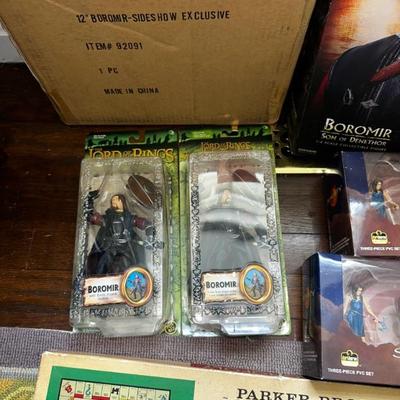 12" BOROMIR-SIDESHOW EXCLUSIVE
ITEM# 92091
1 PC
MADE IN CHINA
BOROMIR
SON OF DENETHOR
THE LORD OF THE RINGS
BOROMIR
LORD OF THE RINGS
BOROMIR
THREE-PIECE PVC SET
THREE-PIECE PVC SET
PARKER BRO